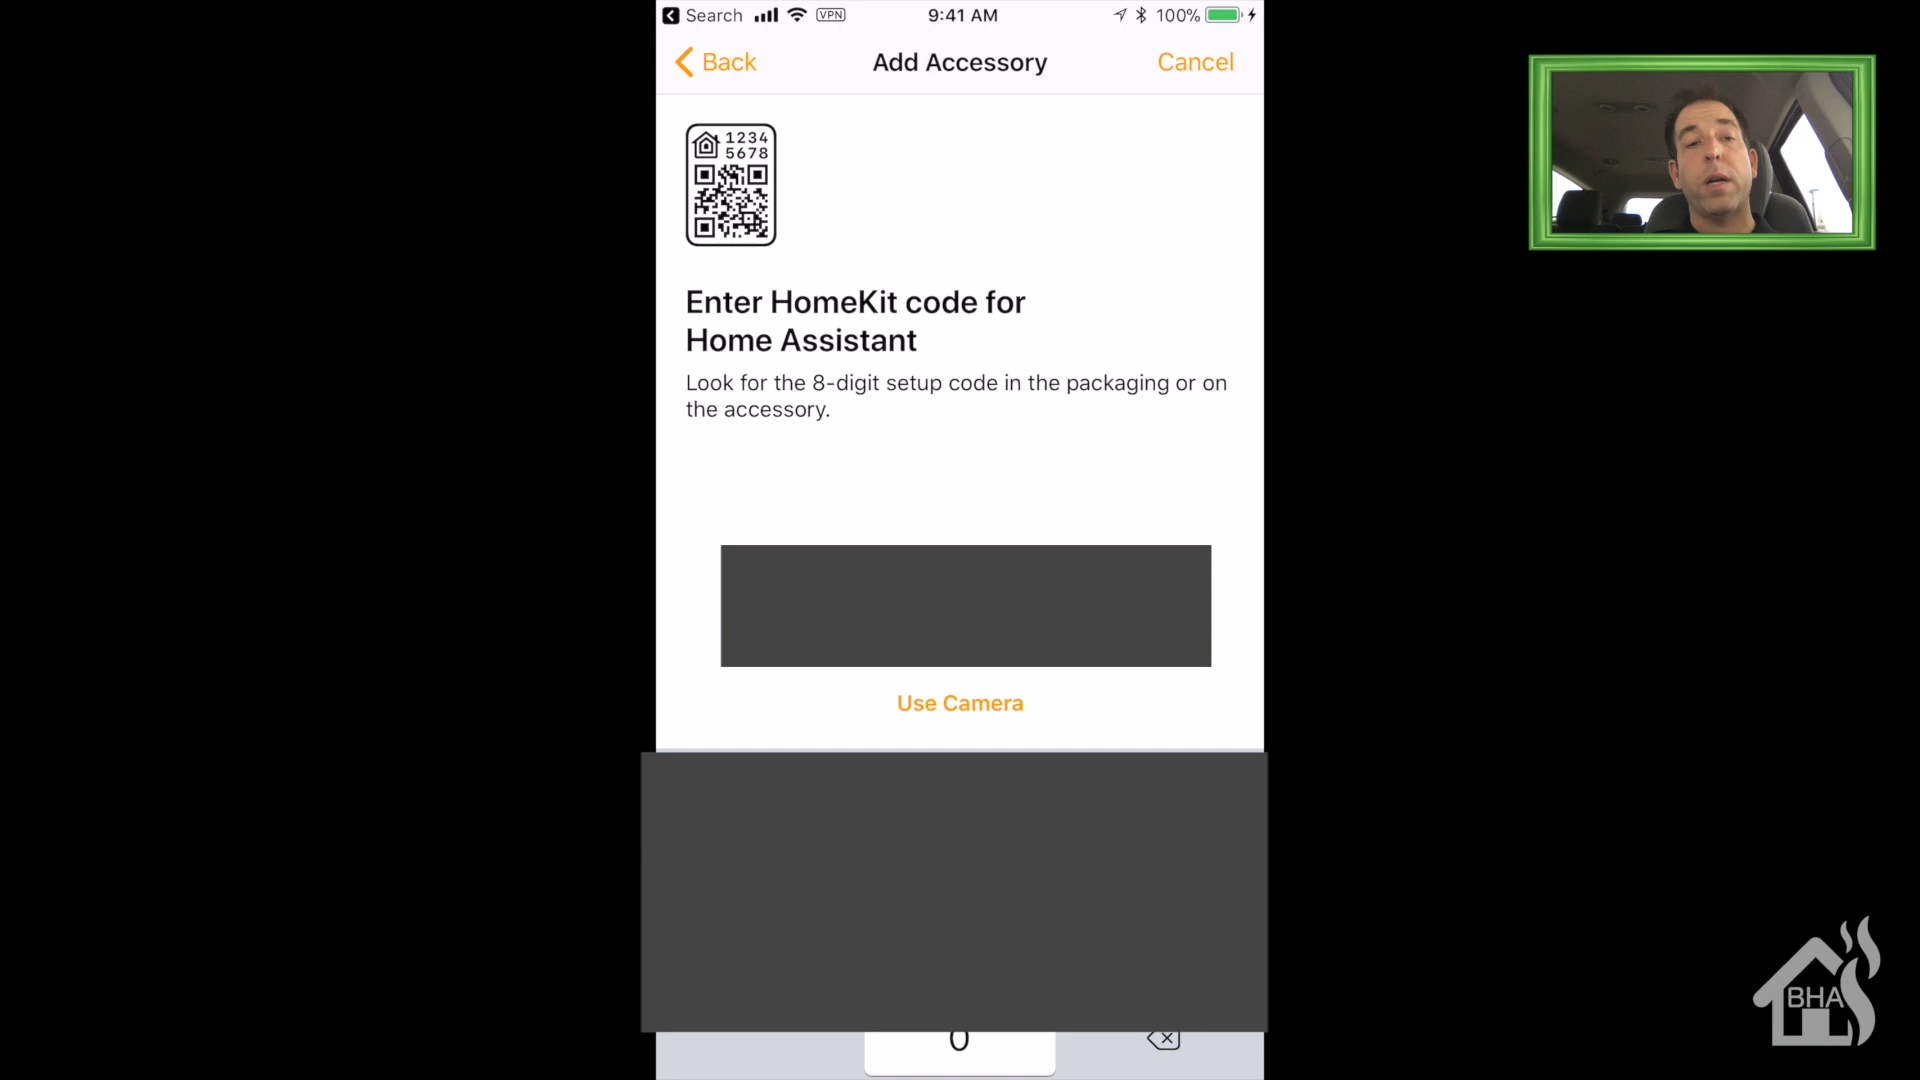 Search VPN 9:41 AM 100%
Back Add Accessory Cancel
1234
5678
Enter HomeKit code for
Home Assistant
Look for the 8-digit setup code in the packaging or on
the accessory.
Use Camera
0
BHA